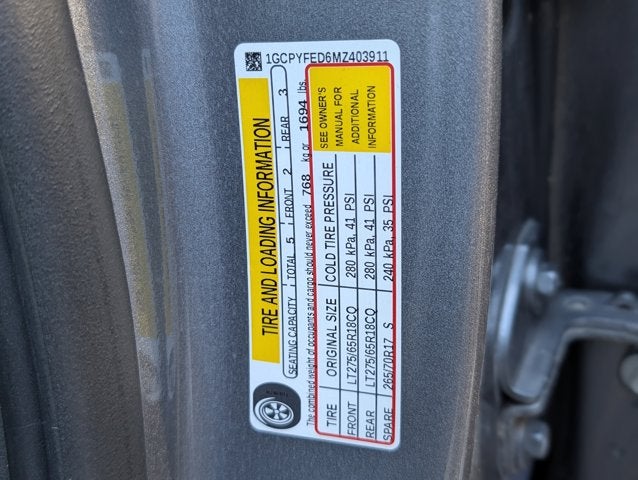 1GCPYFED6MZ403911
TIRE AND LOADING INFORMATION
SEATING CAPACITY TOTAL 5 FRONT 2 REAR 3
The combined weight of occupants and cargo should never exceed 768 kg or 1694 lbs.
TIRE ORIGINAL SIZE COLD TIRE PRESSURE
FRONT LT275/65R18CQ 280 kPa, 41 PSI
REAR LT275/65R18CQ 280 kPa, 41 PSI
SPARE 265/70R17 S 240 kPa, 35 PSI
SEE OWNER'S
MANUAL FOR
ADDITIONAL
INFORMATION